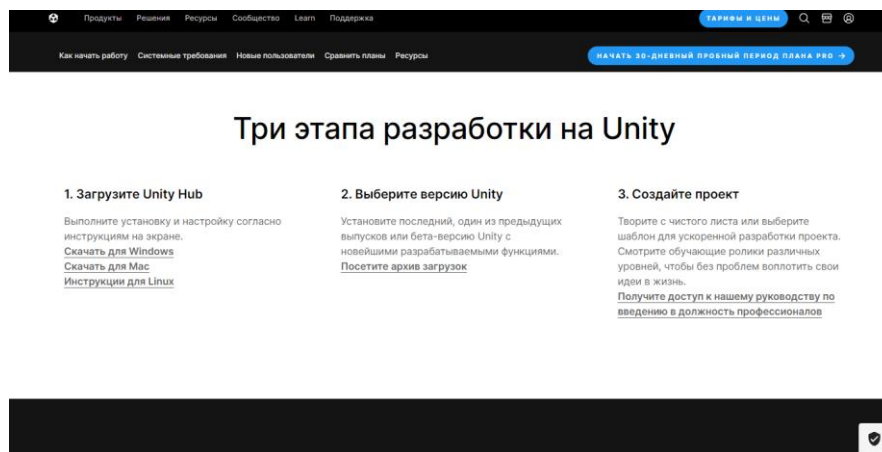 Продукты Решения Ресурсы Сообщество Learn Поддержка ТАРИФЫ И ЦЕНЫ
Как начать работу Системные требования Новые пользователи Сравнить планы Ресурсы НАЧАТЬ 30-ДНЕВНЫЙ ПРОБНЫЙ ПЕРИОД ПЛАНА PRO →
Три этапа разработки на Unity
1. Загрузите Unity Hub
Выполните установку и настройку согласно
инструкциям на экране.
Скачать для Windows
Скачать для Mac
Инструкции для Linux
2. Выберите версию Unity
Установите последний, один из предыдущих
выпусков или бета-версию Unity с
новейшими разрабатываемыми функциями.
Посетите архив загрузок
3. Создайте проект
Творите с чистого листа или выберите
шаблон для ускоренной разработки проекта.
Смотрите обучающие ролики различных
уровней, чтобы без проблем воплотить свои
идеи в жизнь.
Получите доступ к нашему руководству по
введению в должность профессионалов